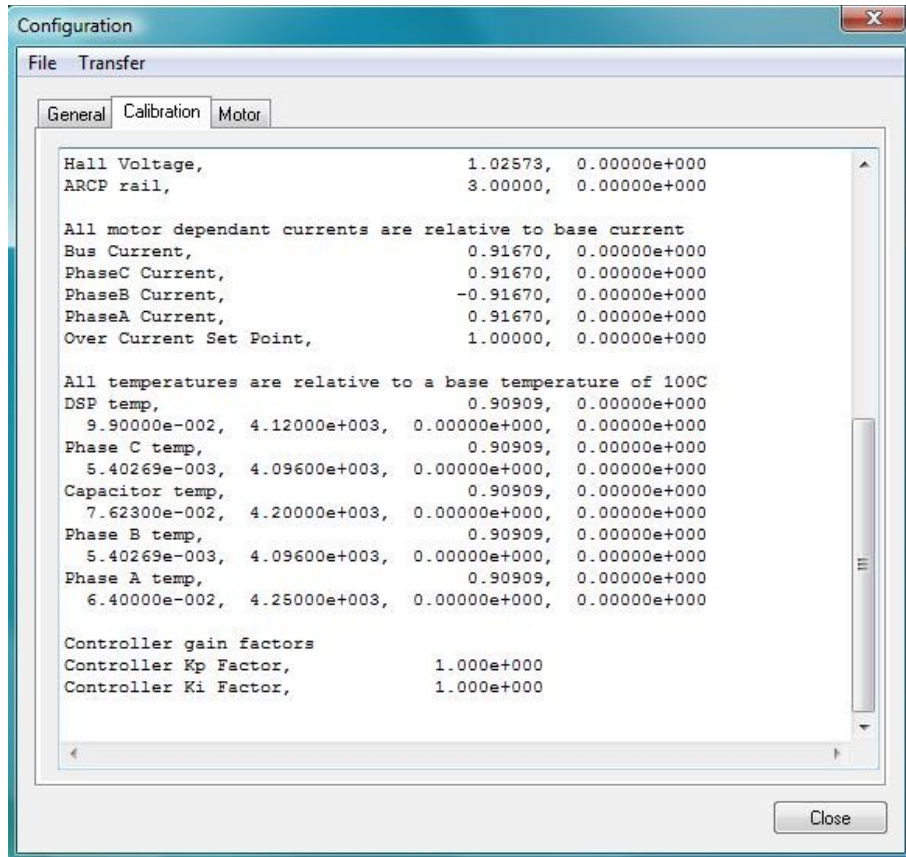 Configuration
File Transfer
General Calibration Motor
Hall Voltage, 1.02573, 0.00000e+000
ARCP rail, 3.00000, 0.00000e+000
All motor dependant currents are relative to base current
Bus Current, 0.91670, 0.00000e+000
PhaseC Current, 0.91670, 0.00000e+000
PhaseB Current, -0.91670, 0.00000e+000
PhaseA Current, 0.91670, 0.00000e+000
Over Current Set Point, 1.00000, 0.00000e+000
All temperatures are relative to a base temperature of 100C
DSP temp, 0.90909, 0.00000e+000
9.90000e-002, 4.12000e+003, 0.00000e+000, 0.00000e+000
Phase C temp, 0.90909, 0.00000e+000
5.40269e-003, 4.09600e+003, 0.00000e+000, 0.00000e+000
Capacitor temp, 0.90909, 0.00000e+000
7.62300e-002, 4.20000e+003, 0.00000e+000, 0.00000e+000
Phase B temp, 0.90909, 0.00000e+000
5.40269e-003, 4.09600e+003, 0.00000e+000, 0.00000e+000
Phase A temp, 0.90909, 0.00000e+000
6.40000e-002, 4.25000e+003, 0.00000e+000, 0.00000e+000
Controller gain factors
Controller Kp Factor, 1.000e+000
Controller Ki Factor, 1.000e+000
Close